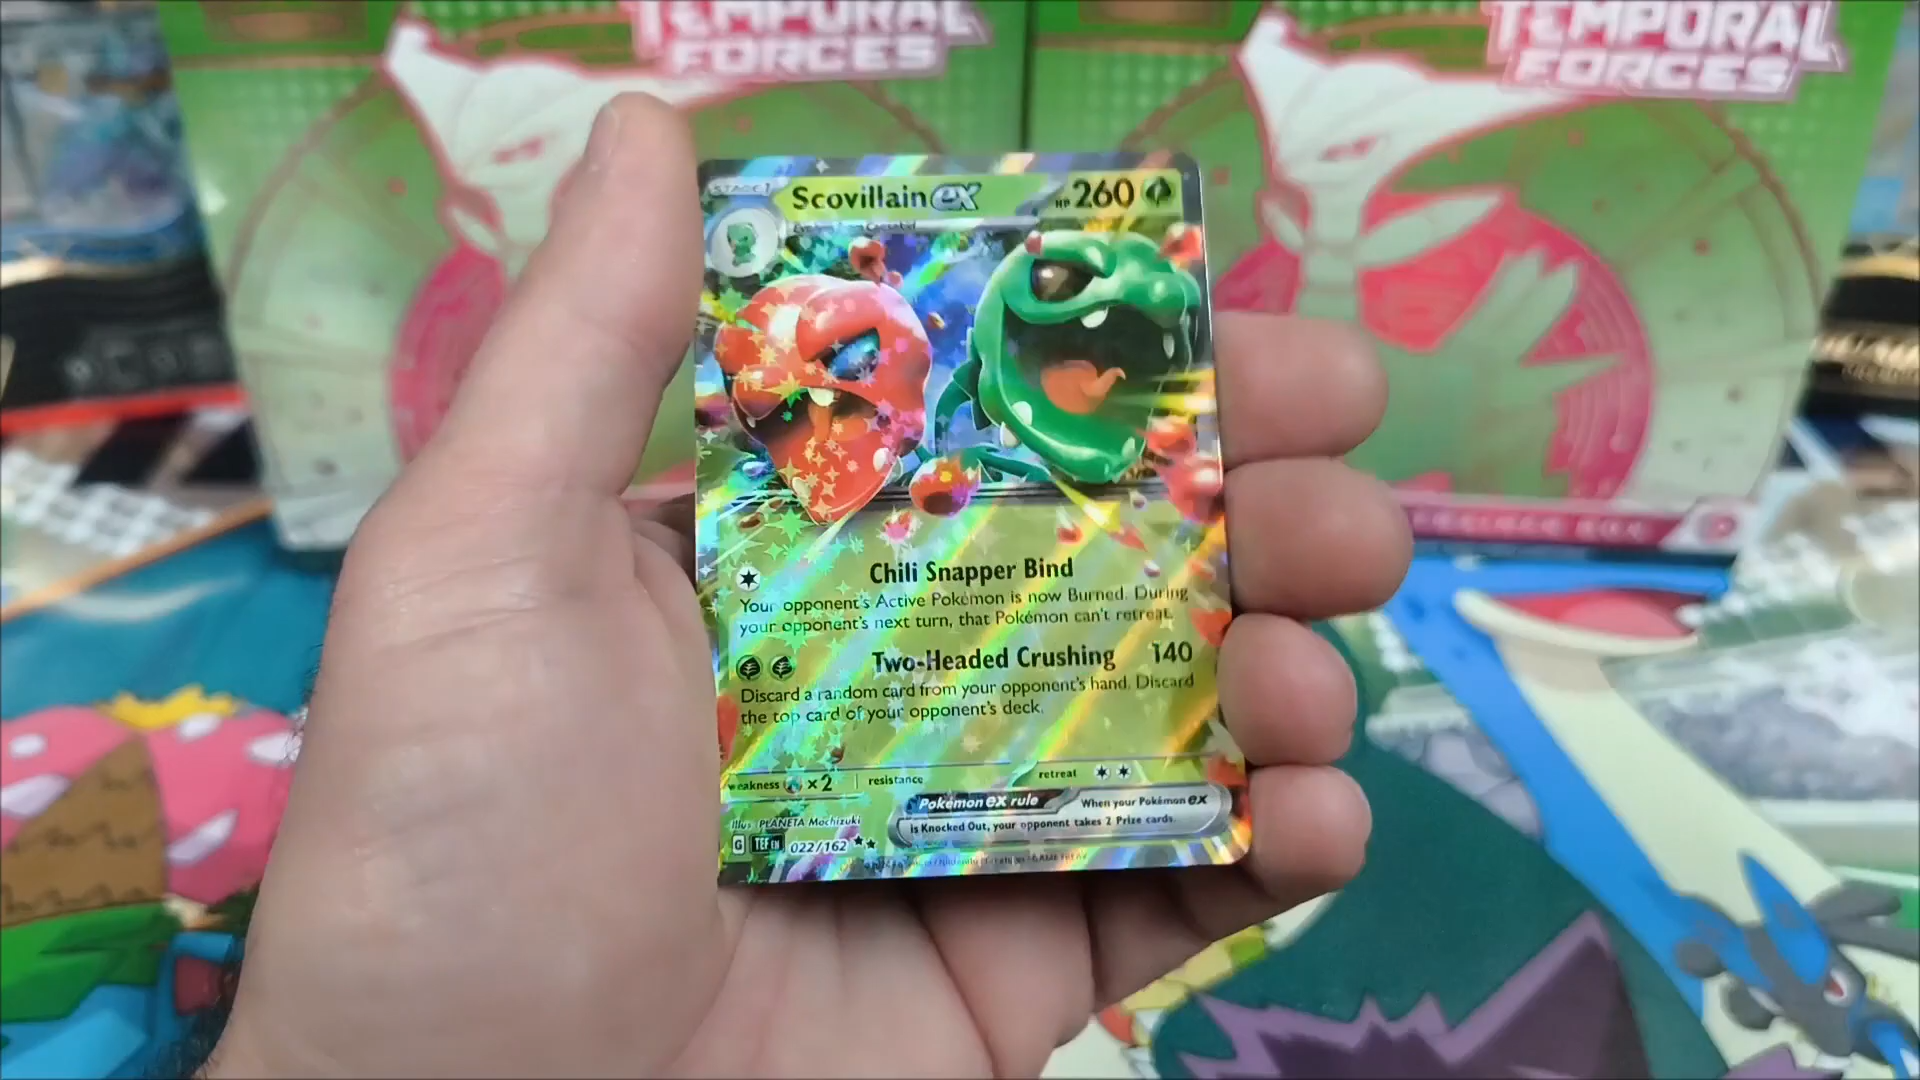 TEMPORAL
FORCES
TEMPORAL
FORCES
STAGE 1
Scovillain ex
HP 260
Evolves from Capsakid
Chili Snapper Bind
Your opponent's Active Pokémon is now Burned. During
your opponent's next turn, that Pokémon can't retreat.
Two-Headed Crushing 140
Discard a random card from your opponent's hand. Discard
the top card of your opponent's deck.
weakness ×2 resistance retreat
Pokémon ex rule When your Pokémon ex
is Knocked Out, your opponent takes 2 Prize cards.
Illus. PLANETA Mochizuki
G TEF EN 022/162